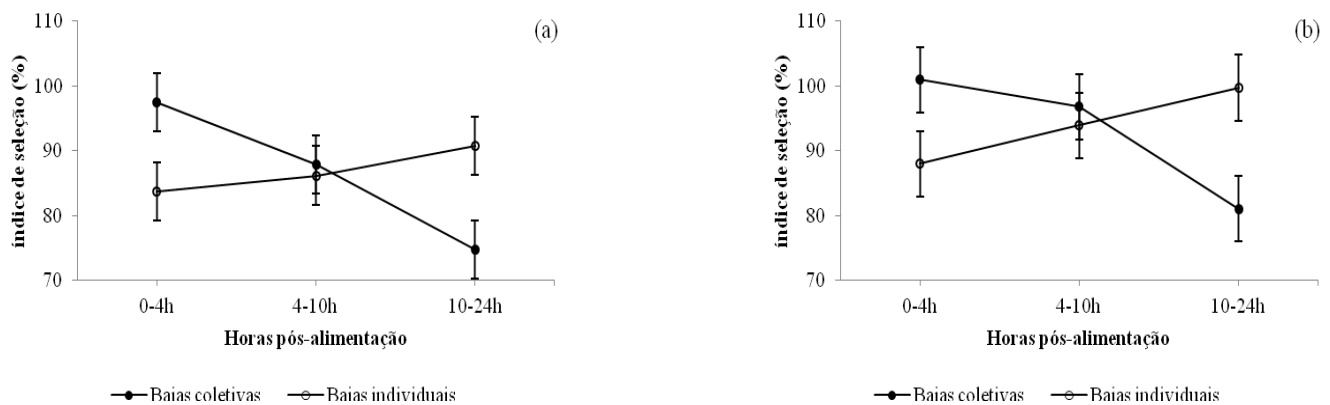 110
100
90
80
70
índice de seleção (%)
(a)
0-4h
4-10h
10-24h
Horas pós-alimentação
Baias coletivas
Baias individuais
110
100
90
80
70
índice de seleção (%)
(b)
0-4h
4-10h
10-24h
Horas pós-alimentação
Baias coletivas
Baias individuais